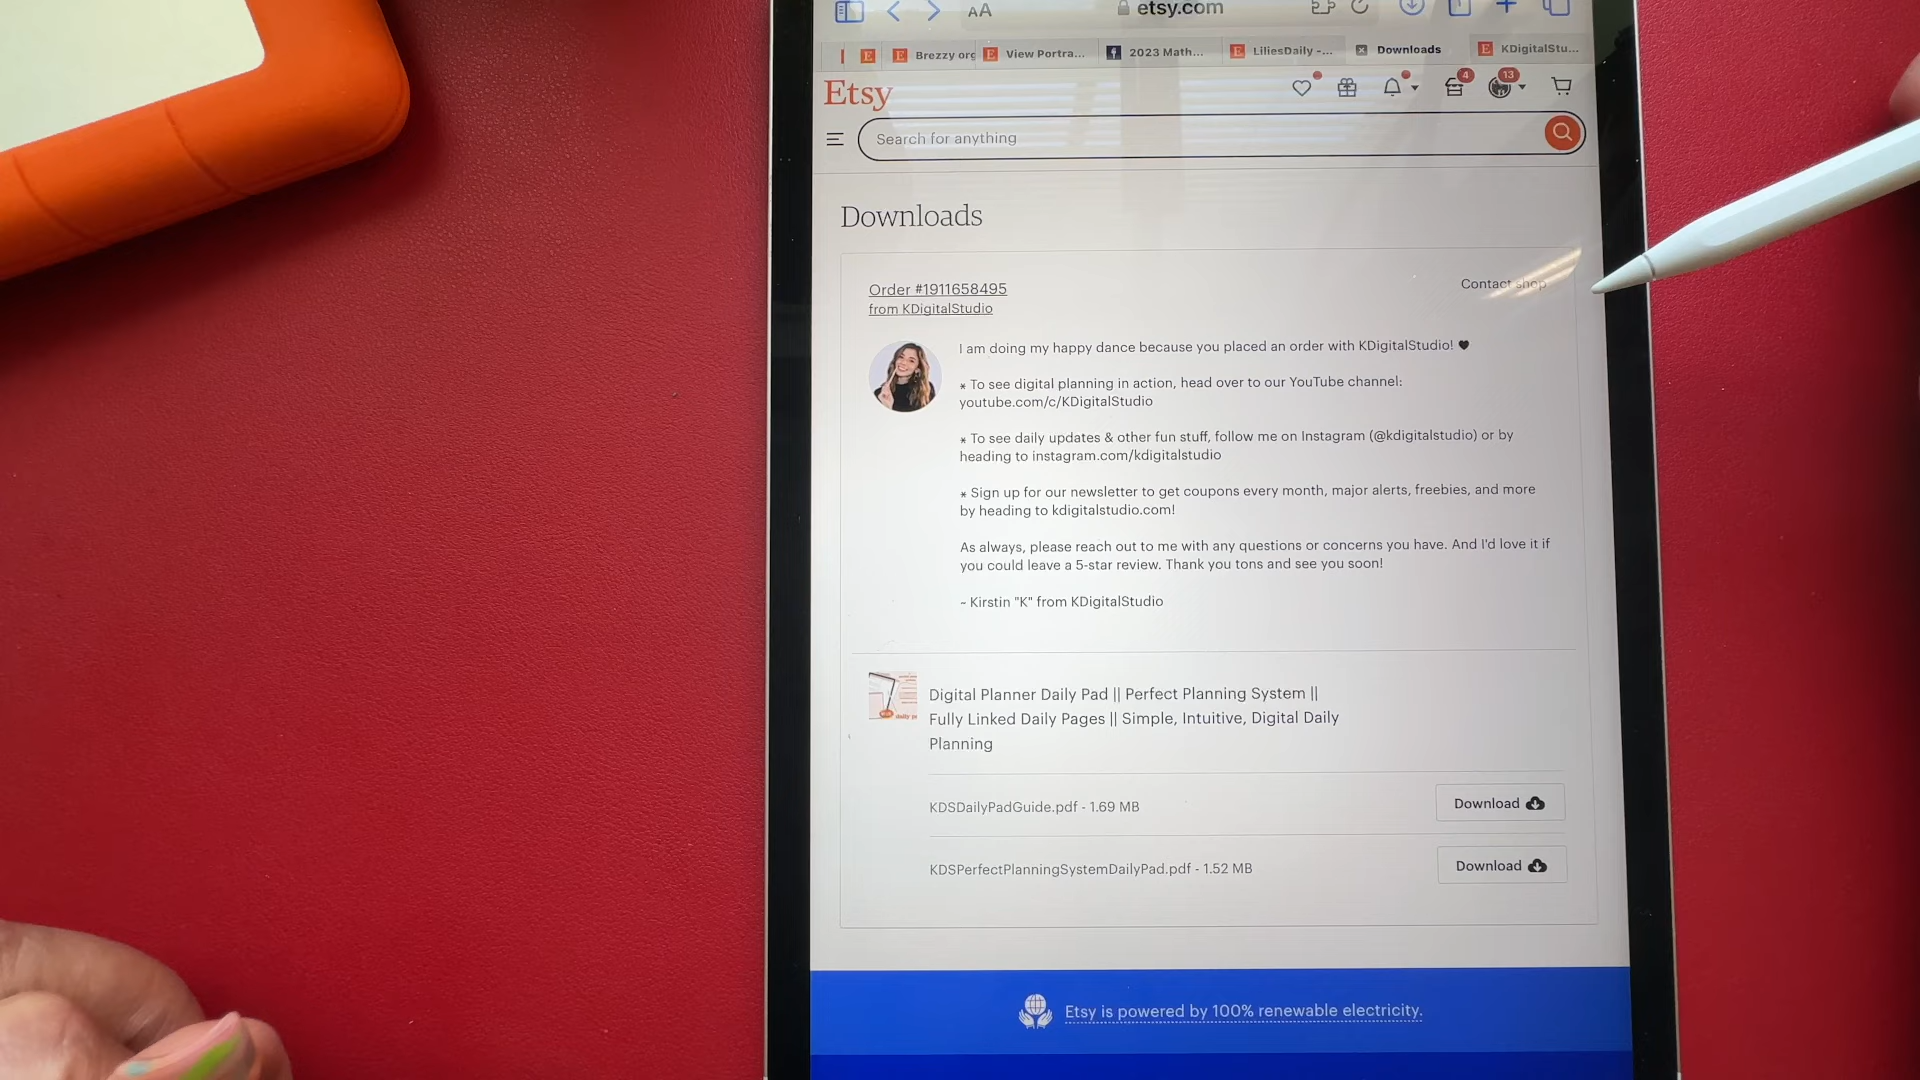 AA
etsy.com
Brezzy org
View Portra...
2023 Math...
LiliesDaily -...
Downloads
KDigitalStu...
Etsy
4
13
Search for anything
Downloads
Order #1911658495
Contact shop
from KDigitalStudio
I am doing my happy dance because you placed an order with KDigitalStudio! ♥
* To see digital planning in action, head over to our YouTube channel:
youtube.com/c/KDigitalStudio
* To see daily updates & other fun stuff, follow me on Instagram (@kdigitalstudio) or by
heading to instagram.com/kdigitalstudio
* Sign up for our newsletter to get coupons every month, major alerts, freebies, and more
by heading to kdigitalstudio.com!
As always, please reach out to me with any questions or concerns you have. And I'd love it if
you could leave a 5-star review. Thank you tons and see you soon!
~ Kirstin "K" from KDigitalStudio
Digital Planner Daily Pad || Perfect Planning System ||
Fully Linked Daily Pages || Simple, Intuitive, Digital Daily
Planning
KDSDailyPadGuide.pdf - 1.69 MB
Download
KDSPerfectPlanningSystemDailyPad.pdf - 1.52 MB
Download
Etsy is powered by 100% renewable electricity.